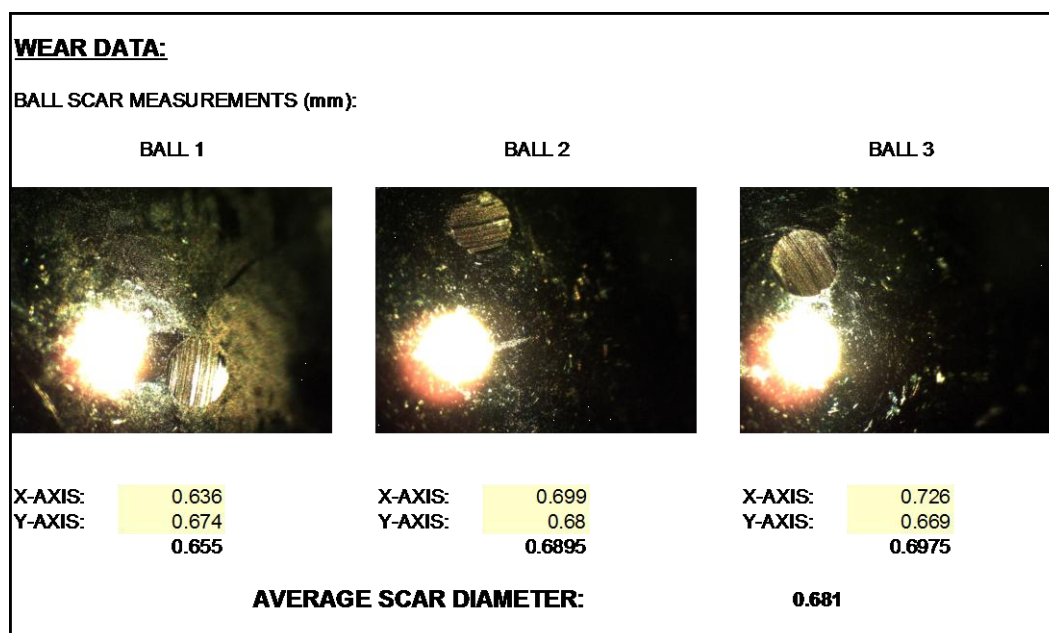 WEAR DATA:
BALL SCAR MEASUREMENTS (mm):
BALL 1 BALL 2 BALL 3
X-AXIS: 0.636 X-AXIS: 0.699 X-AXIS: 0.726
Y-AXIS: 0.674 Y-AXIS: 0.68 Y-AXIS: 0.669
0.655 0.6895 0.6975
AVERAGE SCAR DIAMETER: 0.681